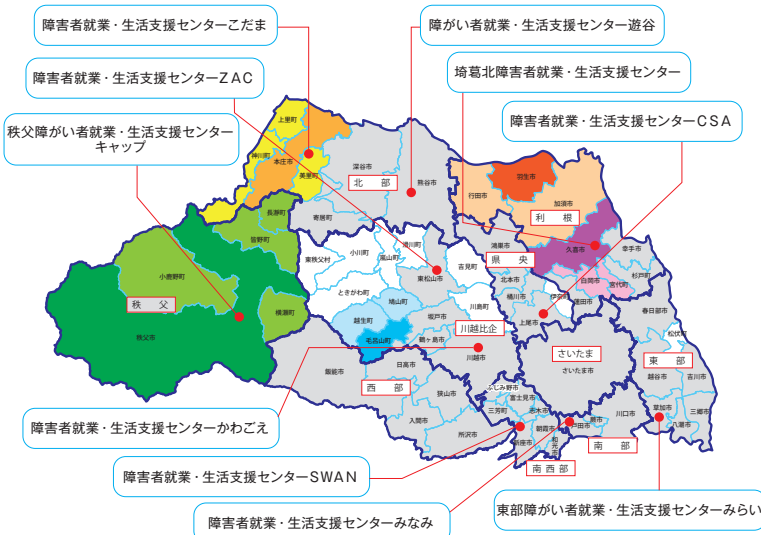 障害者就業・生活支援センターこだま
障がい者就業・生活支援センター遊谷
埼葛北障害者就業・生活支援センター
障害者就業・生活支援センターZAC
障害者就業・生活支援センターCSA
秩父障がい者就業・生活支援センター
キャップ
上里町
神川町
本庄市
美里町
深谷市
北　部
熊谷市
寄居町
長瀞町
皆野町
小鹿野町
秩　父
横瀬町
秩父市
行田市
羽生市
加須市
利　根
久喜市
幸手市
杉戸町
宮代町
白岡市
蓮田市
鴻巣市
県　央
北本市
桶川市
伊奈町
上尾市
東秩父村
小川町
嵐山町
滑川町
東松山市
吉見町
ときがわ町
鳩山町
川島町
越生町
毛呂山町
坂戸市
鶴ヶ島市
川越比企
川越市
春日部市
松伏町
さいたま
さいたま市
東　部
越谷市
吉川市
草加市
八潮市
三郷市
飯能市
日高市
西　部
狭山市
入間市
所沢市
ふじみ野市
富士見市
三芳町
志木市
朝霞市
新座市
和光市
戸田市
蕨市
川口市
南　部
南西部
障害者就業・生活支援センターかわごえ
障害者就業・生活支援センターSWAN
障害者就業・生活支援センターみなみ
東部障がい者就業・生活支援センターみらい